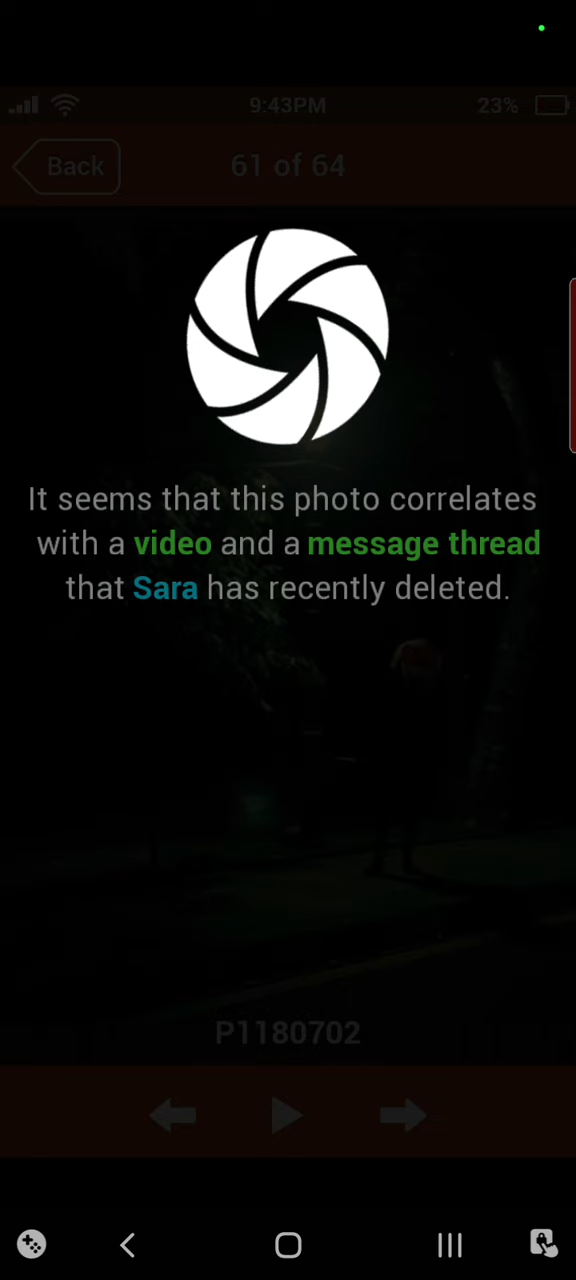 9:43PM
23%
Back
61 of 64
It seems that this photo correlates
with a video and a message thread
that Sara has recently deleted.
P1180702